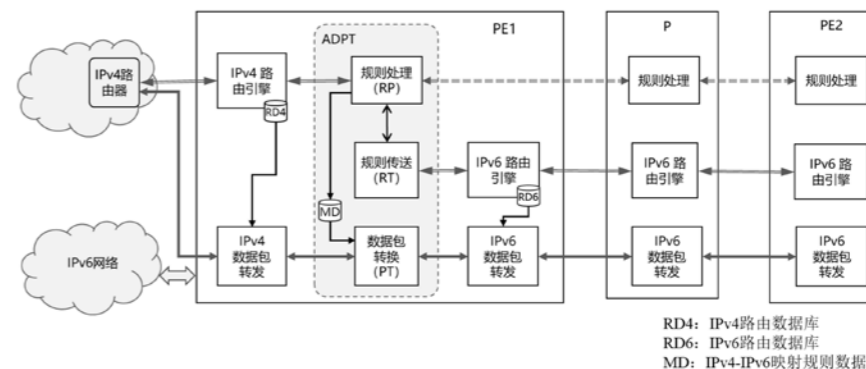 ADPT
PE1
P
PE2
IPv4路
由器
IPv4 路
由引擎
RD4
规则处理
(RP)
规则处理
规则处理
规则传送
(RT)
IPv6 路由
引擎
RD6
IPv6 路
由引擎
IPv6 路
由引擎
MD
IPv6网络
IPv4
数据包
转发
数据包
转换
(PT)
IPv6
数据包
转发
IPv6
数据包
转发
IPv6
数据包
转发
RD4：IPv4路由数据库
RD6：IPv6路由数据库
MD：IPv4-IPv6映射规则数据